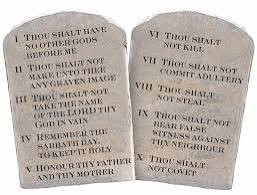 I THOU SHALT HAVE
NO OTHER GODS
BEFORE ME
II THOU SHALT NOT
MAKE UNTO THEE
ANY GRAVEN IMAGE
III THOU SHALT NOT
TAKE THE NAME
OF THE LORD THY
GOD IN VAIN
IV REMEMBER THE
SABBATH DAY,
TO KEEP IT HOLY
V HONOUR THY FATHER
AND THY MOTHER
VI THOU SHALT
NOT KILL
VII THOU SHALT NOT
COMMIT ADULTERY
VIII THOU SHALT
NOT STEAL
IX THOU SHALT NOT
BEAR FALSE
WITNESS AGAINST
THY NEIGHBOUR
X THOU SHALT
NOT COVET